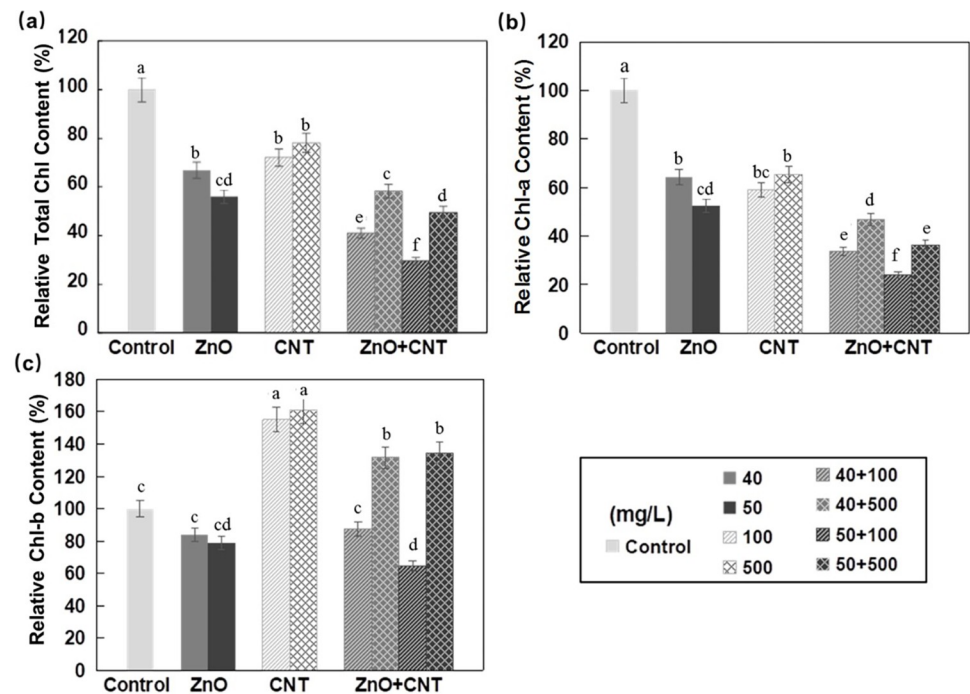 (a)
Relative Total Chl Content (%)
120
100
80
60
40
20
0
a
b
cd
b
b
e
c
f
d
Control ZnO CNT ZnO+CNT
(b)
Relative Chl-a Content (%)
120
100
80
60
40
20
0
a
b
cd
bc
b
e
d
f
e
Control ZnO CNT ZnO+CNT
(c)
Relative Chl-b Content (%)
180
160
140
120
100
80
60
40
20
0
c
c
cd
a
a
c
b
d
b
Control ZnO CNT ZnO+CNT
(mg/L)
Control
40
50
100
500
40+100
40+500
50+100
50+500